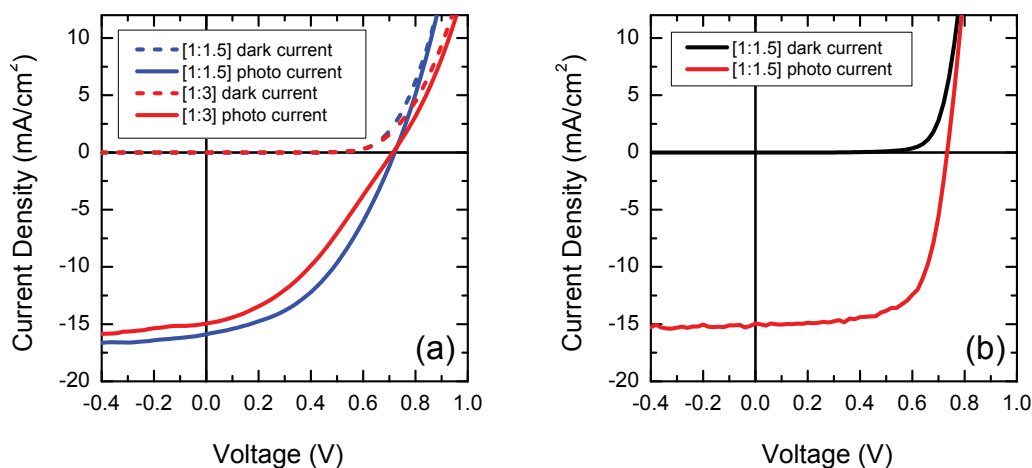 [1:1.5] dark current
[1:1.5] photo current
[1:3] dark current
[1:3] photo current
10
5
0
-5
-10
-15
-20
-0.4 -0.2 0.0 0.2 0.4 0.6 0.8 1.0
Voltage (V)
Current Density (mA/cm²)
(a)
[1:1.5] dark current
[1:1.5] photo current
10
5
0
-5
-10
-15
-20
-0.4 -0.2 0.0 0.2 0.4 0.6 0.8 1.0
Voltage (V)
Current Density (mA/cm²)
(b)